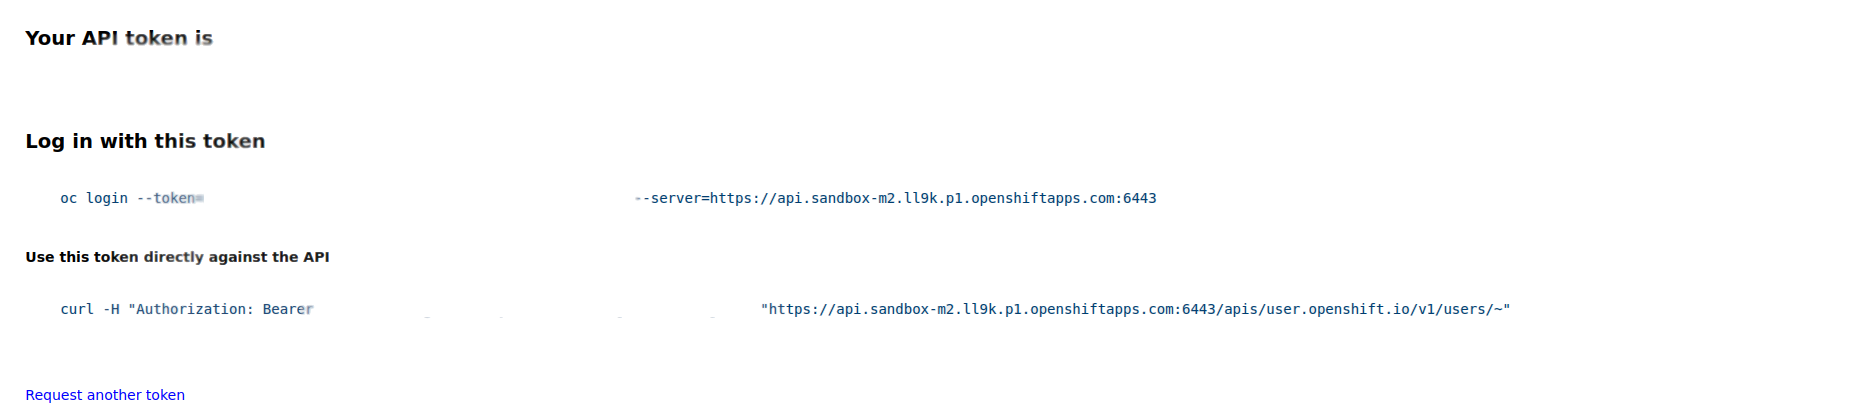 Your API token is
Log in with this token
oc login --token= --server=https://api.sandbox-m2.ll9k.p1.openshiftapps.com:6443
Use this token directly against the API
curl -H "Authorization: Bearer "https://api.sandbox-m2.ll9k.p1.openshiftapps.com:6443/apis/user.openshift.io/v1/users/~"
Request another token